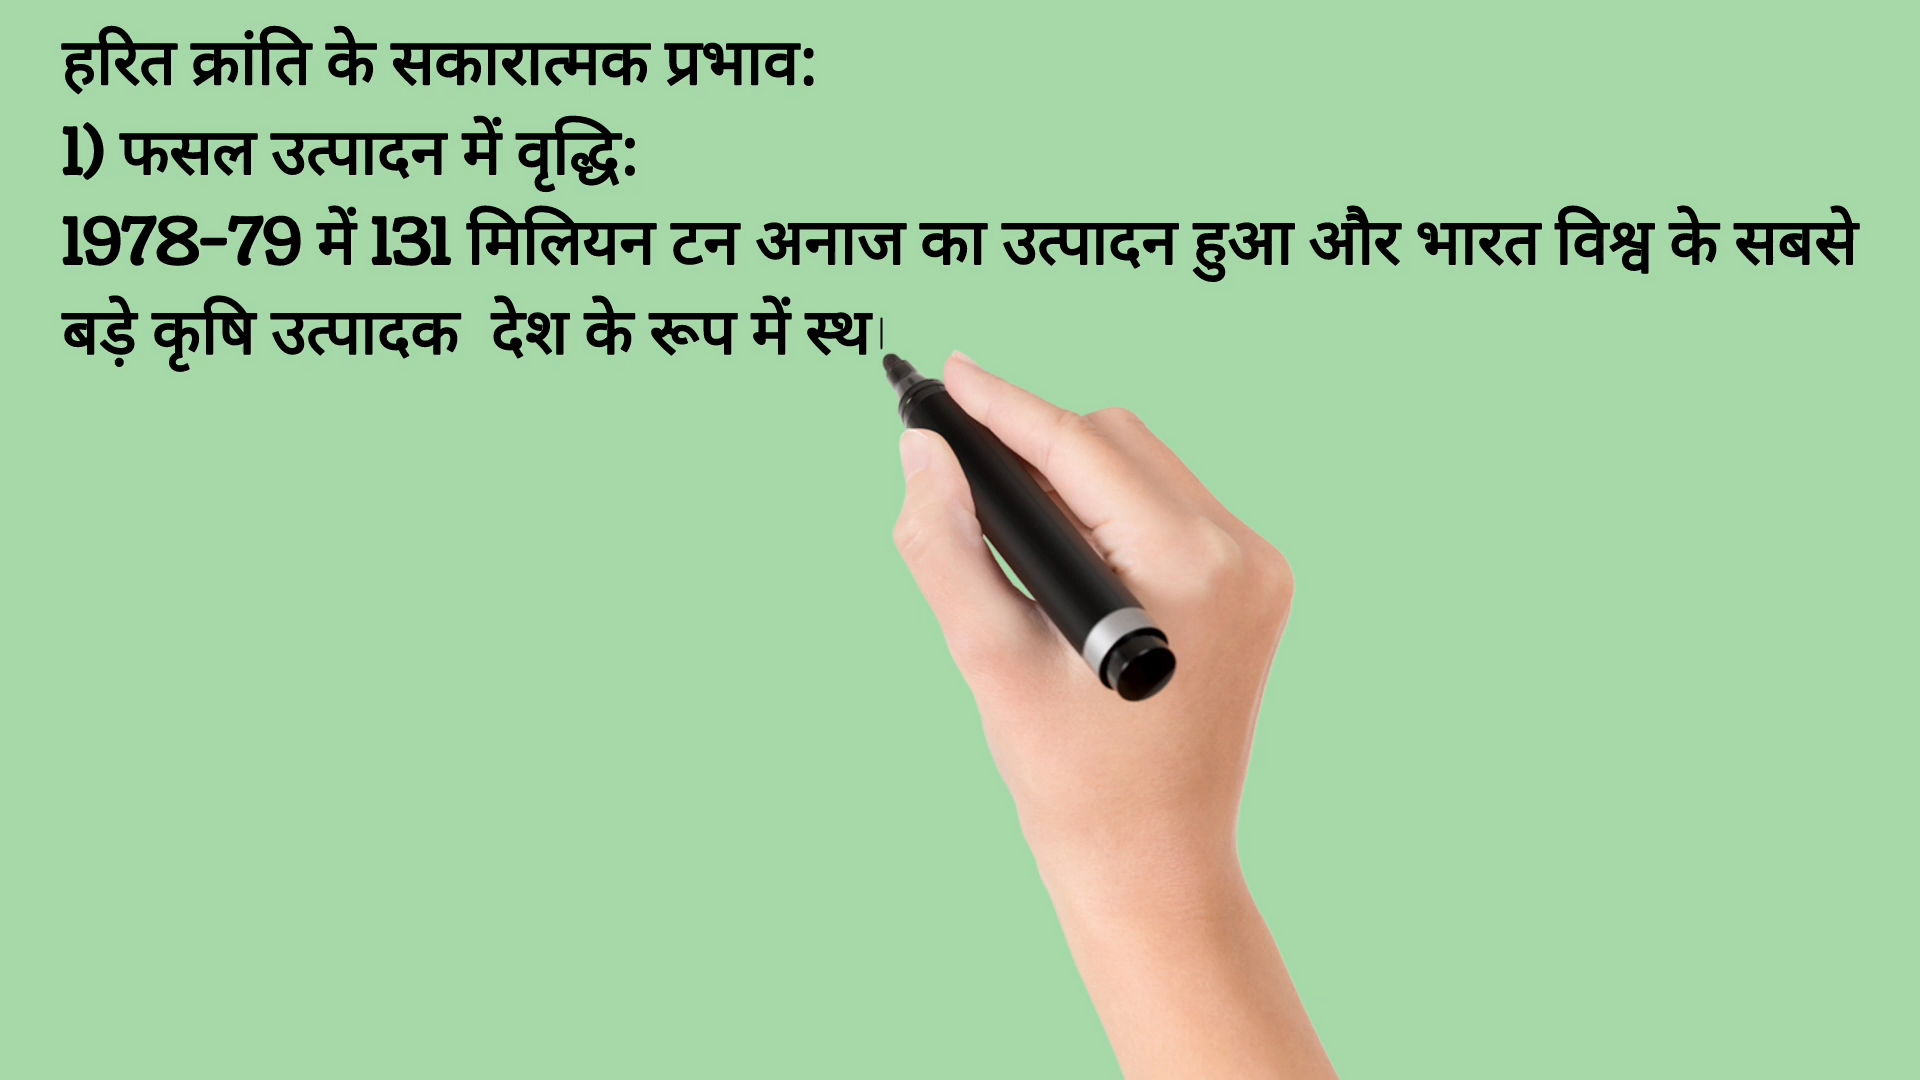 हरित क्रांति के सकारात्मक प्रभाव:
1) फसल उत्पादन में वृद्धि:
1978-79 में 131 मिलियन टन अनाज का उत्पादन हुआ और भारत विश्व के सबसे
बड़े कृषि उत्पादक देश के रूप में